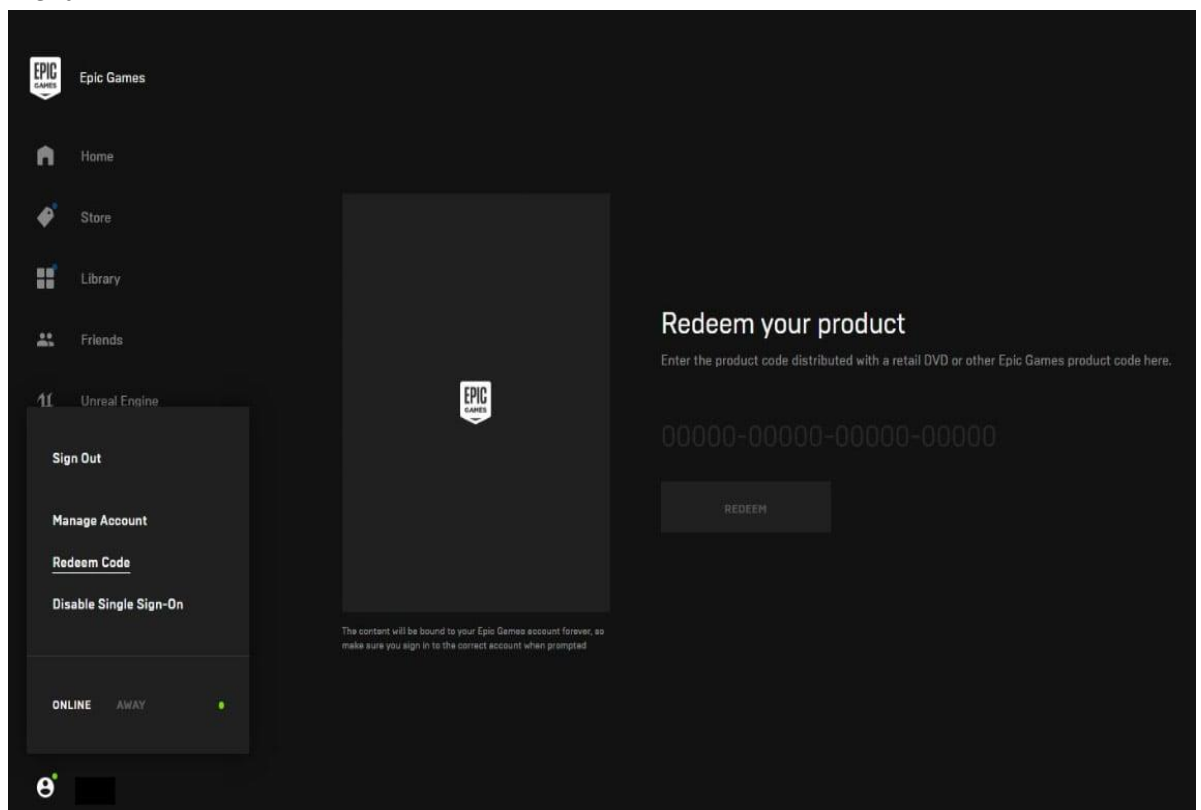 EPIC
GAMES
Epic Games
Home
Store
Library
Friends
Unreal Engine
Sign Out
Manage Account
Redeem Code
Disable Single Sign-On
ONLINE AWAY
EPIC
GAMES
The content will be bound to your Epic Games account forever, so
make sure you sign in to the correct account when prompted
Redeem your product
Enter the product code distributed with a retail DVD or other Epic Games product code here.
00000-00000-00000-00000
REDEEM